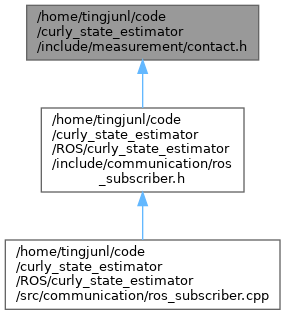 /home/tingjunl/code
/curly_state_estimator
/include/measurement/contact.h
/home/tingjunl/code
/curly_state_estimator
/ROS/curly_state_estimator
/include/communication/ros
_subscriber.h
/home/tingjunl/code
/curly_state_estimator
/ROS/curly_state_estimator
/src/communication/ros_subscriber.cpp